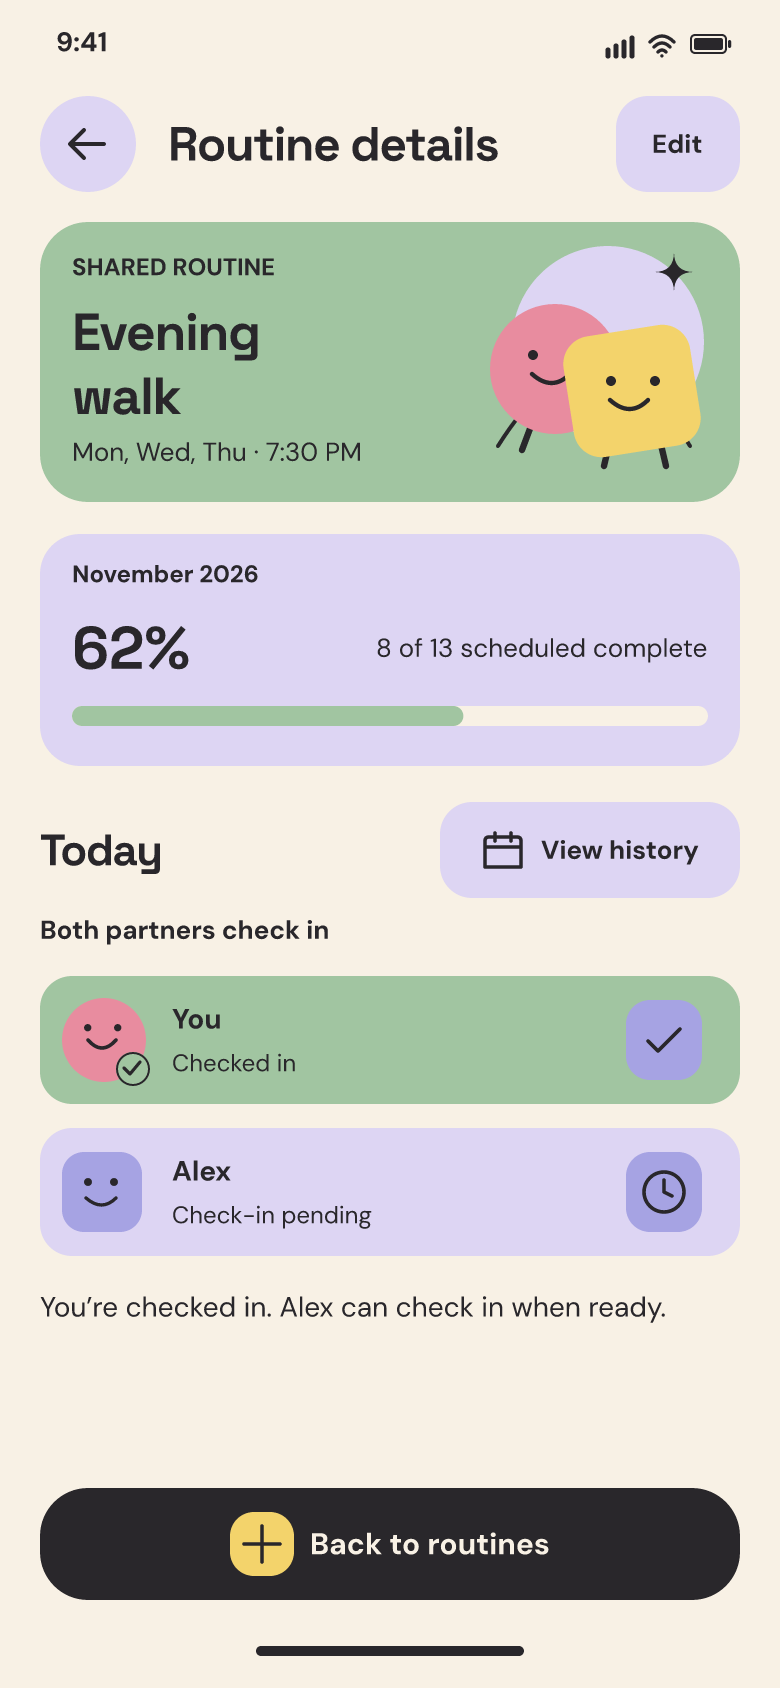 9:41
Routine details
Edit
SHARED ROUTINE
Evening
walk
Mon, Wed, Thu · 7:30 PM
November 2026
62%
8 of 13 scheduled complete
Today
View history
Both partners check in
You
Checked in
Alex
Check-in pending
You’re checked in. Alex can check in when ready.
Back to routines